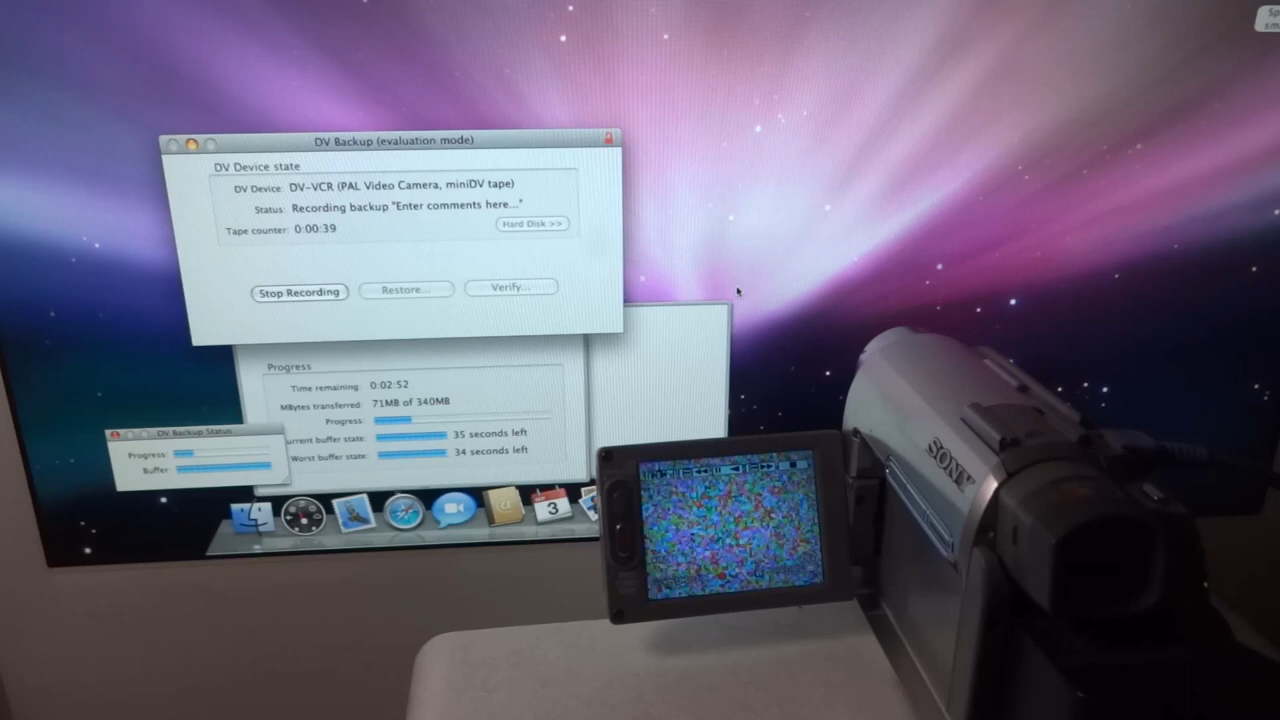 DV Backup (evaluation mode)
DV Device state
DV Device: DV-VCR (PAL Video Camera, miniDV tape)
Status: Recording backup "Enter comments here..."
Tape counter: 0:00:39
Hard Disk >>
Stop Recording
Restore...
Verify...
Progress
Time remaining: 0:02:52
MBytes transferred: 71MB of 340MB
Progress:
urrent buffer state: 35 seconds left
Worst buffer state: 34 seconds left
DV Backup Status
Progress:
Buffer:
3
SONY